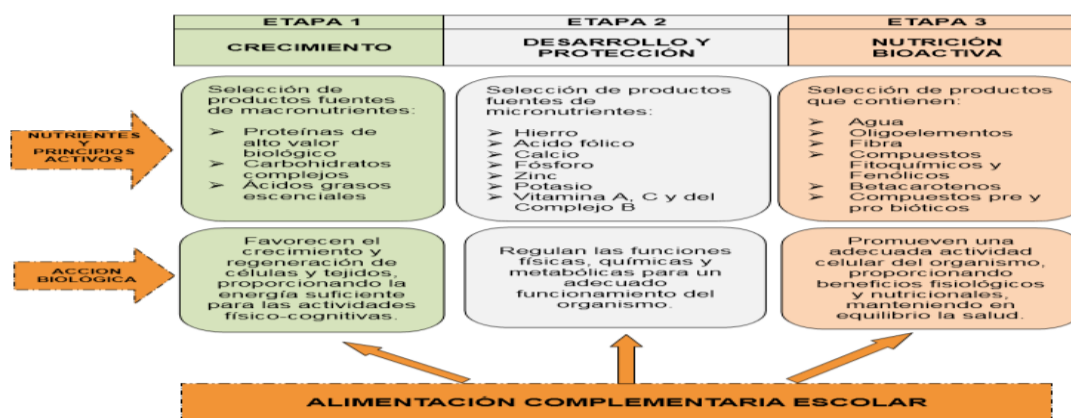 ETAPA 1
CRECIMIENTO
ETAPA 2
DESARROLLO Y
PROTECCIÓN
ETAPA 3
NUTRICIÓN
BIOACTIVA
NUTRIENTES
Y
PRINCIPIOS
ACTIVOS
Selección de
productos fuentes
de macronutrientes:
➤ Proteínas de
alto valor
biológico
➤ Carbohidratos
complejos
➤ Ácidos grasos
escenciales
Selección de productos
fuentes de
micronutrientes:
➤ Hierro
➤ Acido fólico
➤ Calcio
➤ Fósforo
➤ Zinc
➤ Potasio
➤ Vitamina A, C y del
Complejo B
Selección de productos
que contienen:
➤ Agua
➤ Oligoelementos
➤ Fibra
➤ Compuestos
Fitoquímicos y
Fenólicos
➤ Betacarotenos
➤ Compuestos pre y
pro bióticos
ACCION
BIOLÓGICA
Favorecen el
crecimiento y
regeneración de
células y tejidos,
proporcionando la
energía suficiente
para las actividades
físico-cognitivas.
Regulan las funciones
físicas, químicas y
metabólicas para un
adecuado
funcionamiento del
organismo.
Promueven una
adecuada actividad
celular del organismo,
proporcionando
beneficios fisiológicos
y nutricionales,
manteniendo en
equilibrio la salud.
ALIMENTACIÓN COMPLEMENTARIA ESCOLAR